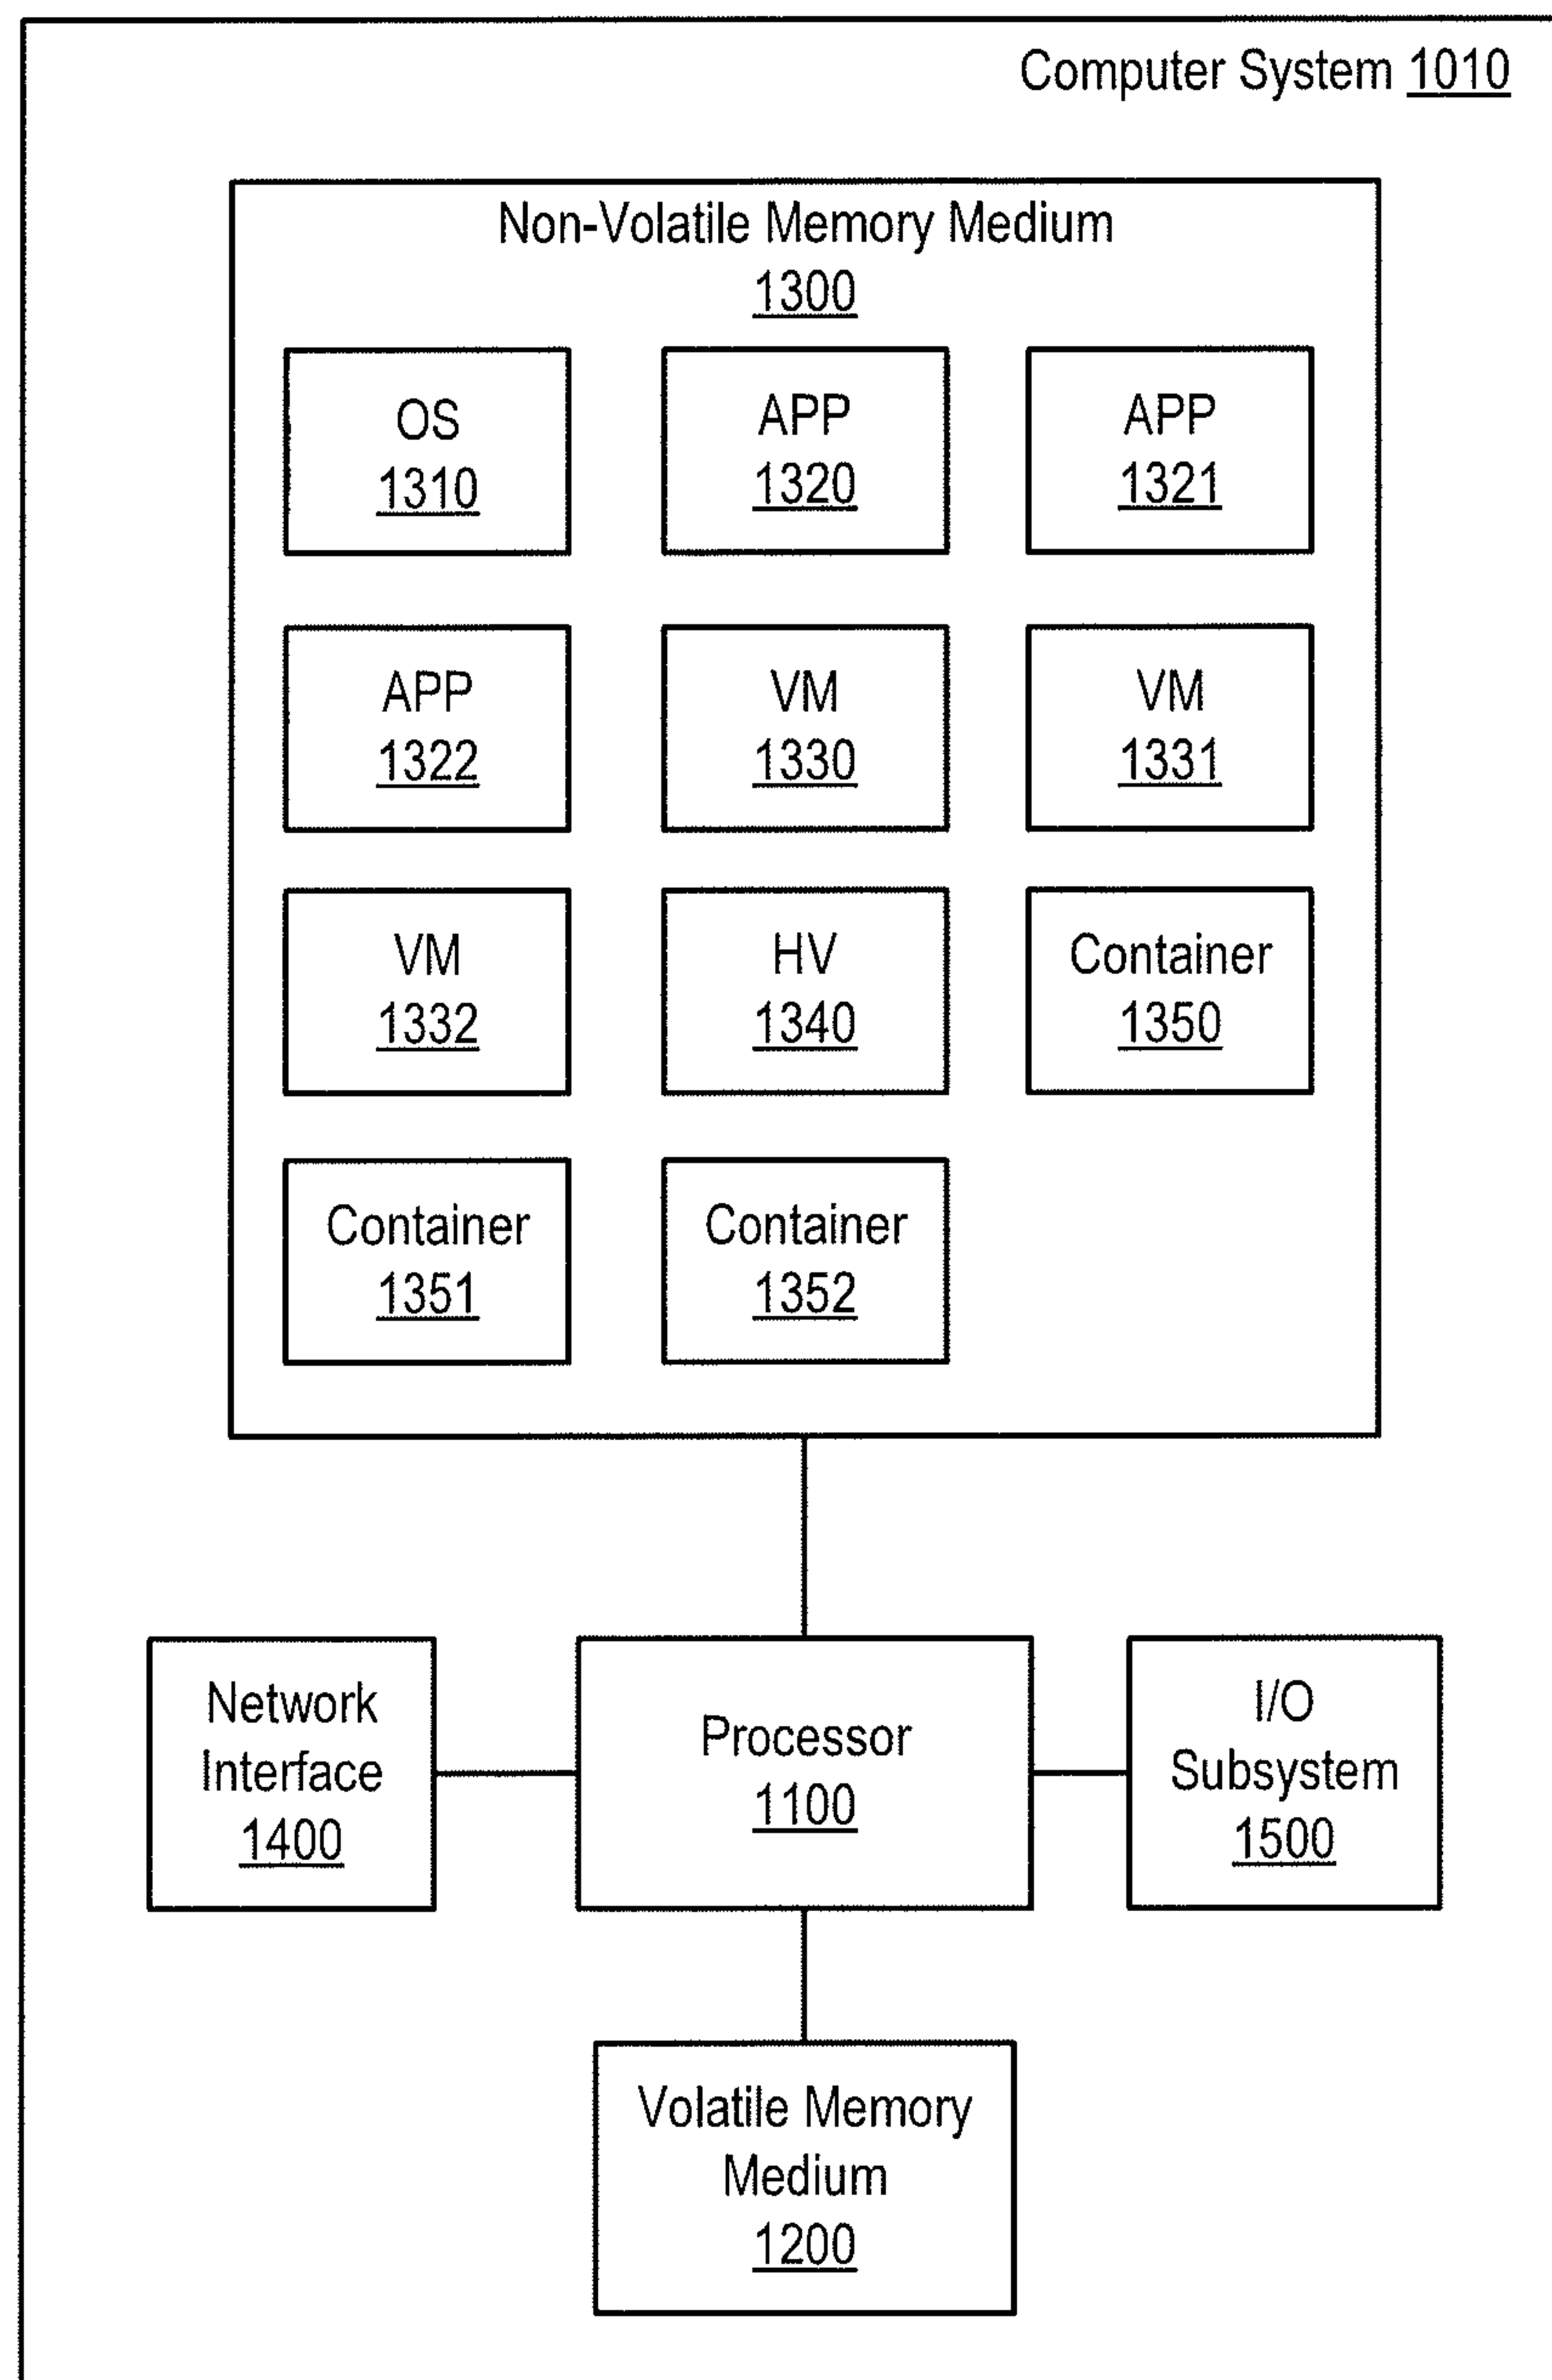 Computer System 1010
Non-Volatile Memory Medium
1300
OS
1310
APP
1320
APP
1321
APP
1322
VM
1330
VM
1331
VM
1332
HV
1340
Container
1350
Container
1351
Container
1352
Network
Interface
1400
Processor
1100
I/O
Subsystem
1500
Volatile Memory
Medium
1200